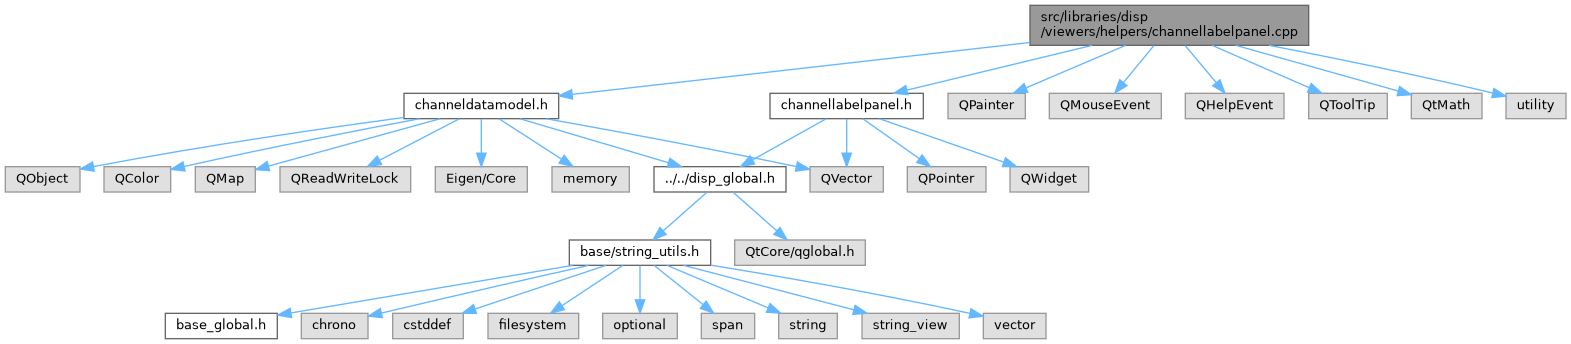 src/libraries/disp
/viewers/helpers/channellabelpanel.cpp
channeldatamodel.h
channellabelpanel.h
QPainter
QMouseEvent
QHelpEvent
QToolTip
QtMath
utility
QObject
QColor
QMap
QReadWriteLock
Eigen/Core
memory
../../disp_global.h
QVector
QPointer
QWidget
base/string_utils.h
QtCore/qglobal.h
base_global.h
chrono
cstddef
filesystem
optional
span
string
string_view
vector